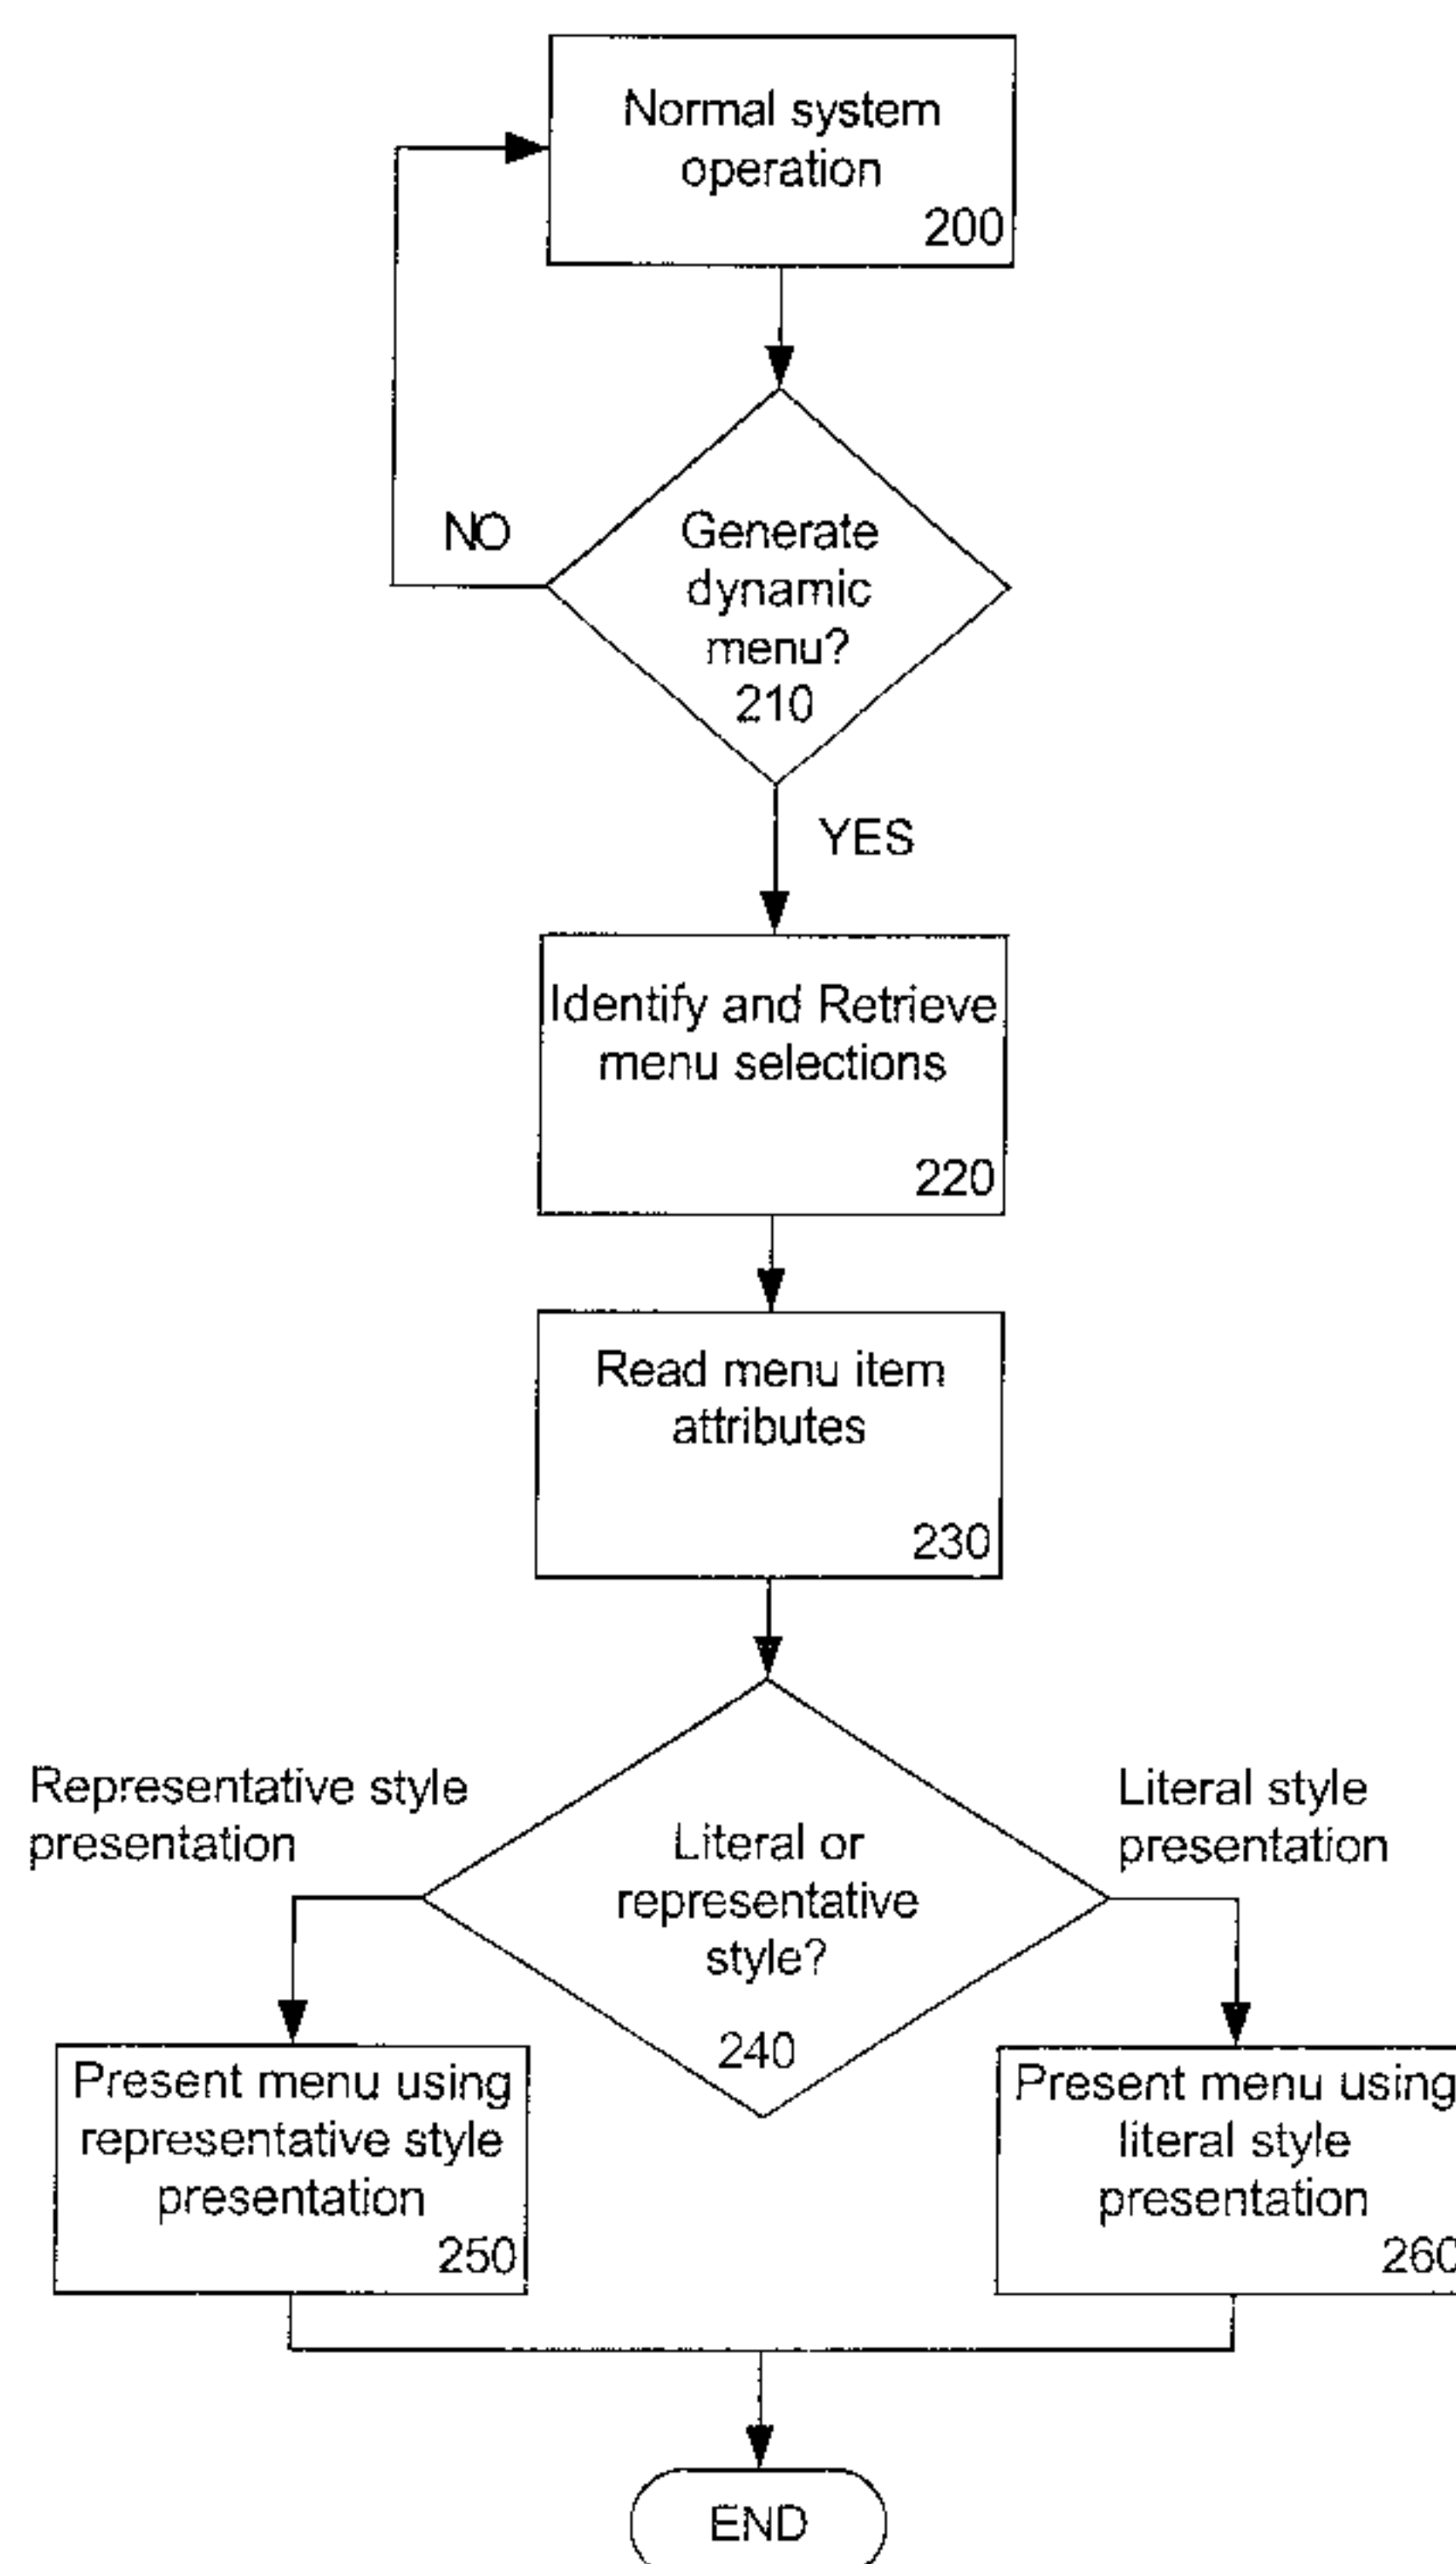 Normal system
operation
200
NO
Generate
dynamic
menu?
210
YES
Identify and Retrieve
menu selections
220
Read menu item
attributes
230
Representative style
presentation
Literal or
representative
style?
240
Literal style
presentation
Present menu using
representative style
presentation
250
Present menu using
literal style
presentation
260
END